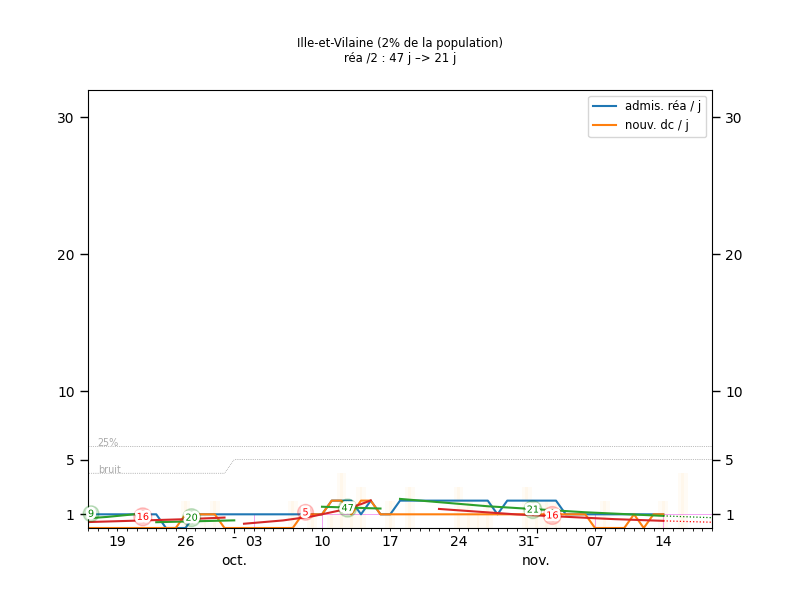 Ille-et-Vilaine (2% de la population)
réa /2 : 47 j –> 21 j
admis. réa / j
nouv. dc / j
30 30
20 20
10 10
25%
5 5
bruit
9 16 20 5 47 21 16
1 1
19 26 - 03 10 17 24 31- 07 14
oct. nov.